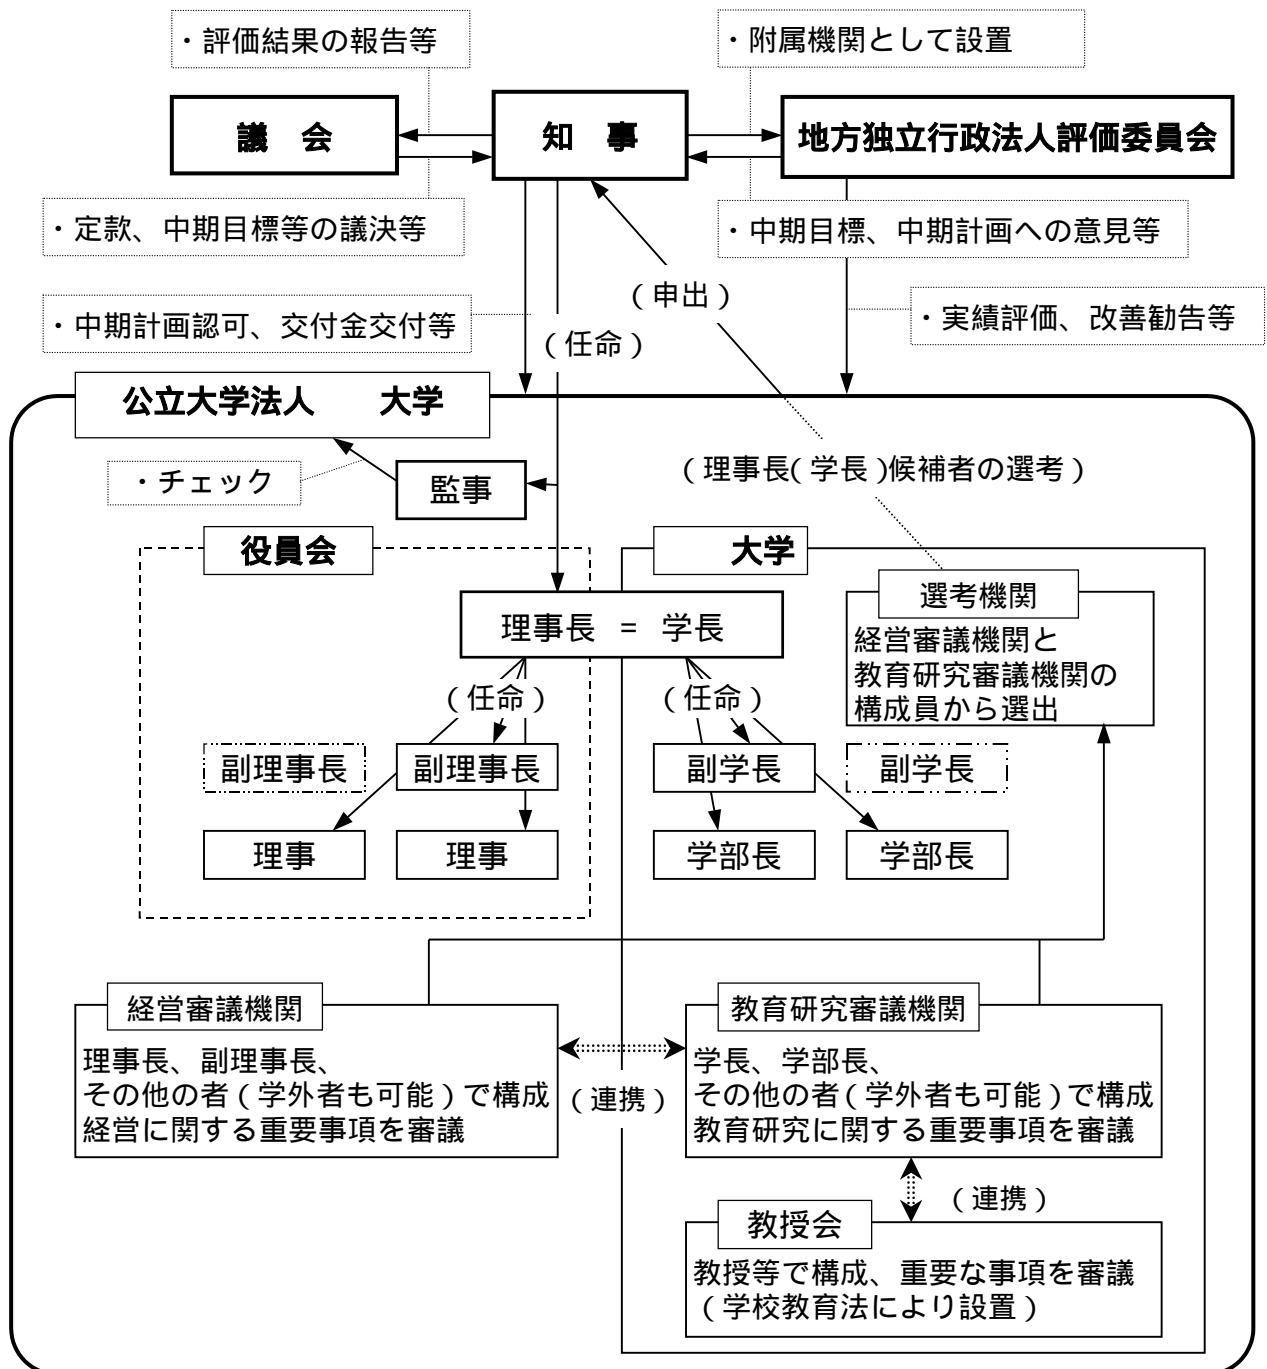 ・評価結果の報告等
・附属機関として設置
議　会
知　事
地方独立行政法人評価委員会
・定款、中期目標等の議決等
・中期目標、中期計画への意見等
（申出）
・中期計画認可、交付金交付等
・実績評価、改善勧告等
（任命）
公立大学法人　　大学
・チェック
監事
（理事長（学長）候補者の選考）
役員会
大学
選考機関
経営審議機関と
教育研究審議機関の
構成員から選出
理事長 ＝ 学長
（任命）
（任命）
副理事長
副理事長
副学長
副学長
理事
理事
学部長
学部長
経営審議機関
理事長、副理事長、
その他の者（学外者も可能）で構成
経営に関する重要事項を審議
（連携）
教育研究審議機関
学長、学部長、
その他の者（学外者も可能）で構成
教育研究に関する重要事項を審議
（連携）
教授会
教授等で構成、重要な事項を審議
（学校教育法により設置）